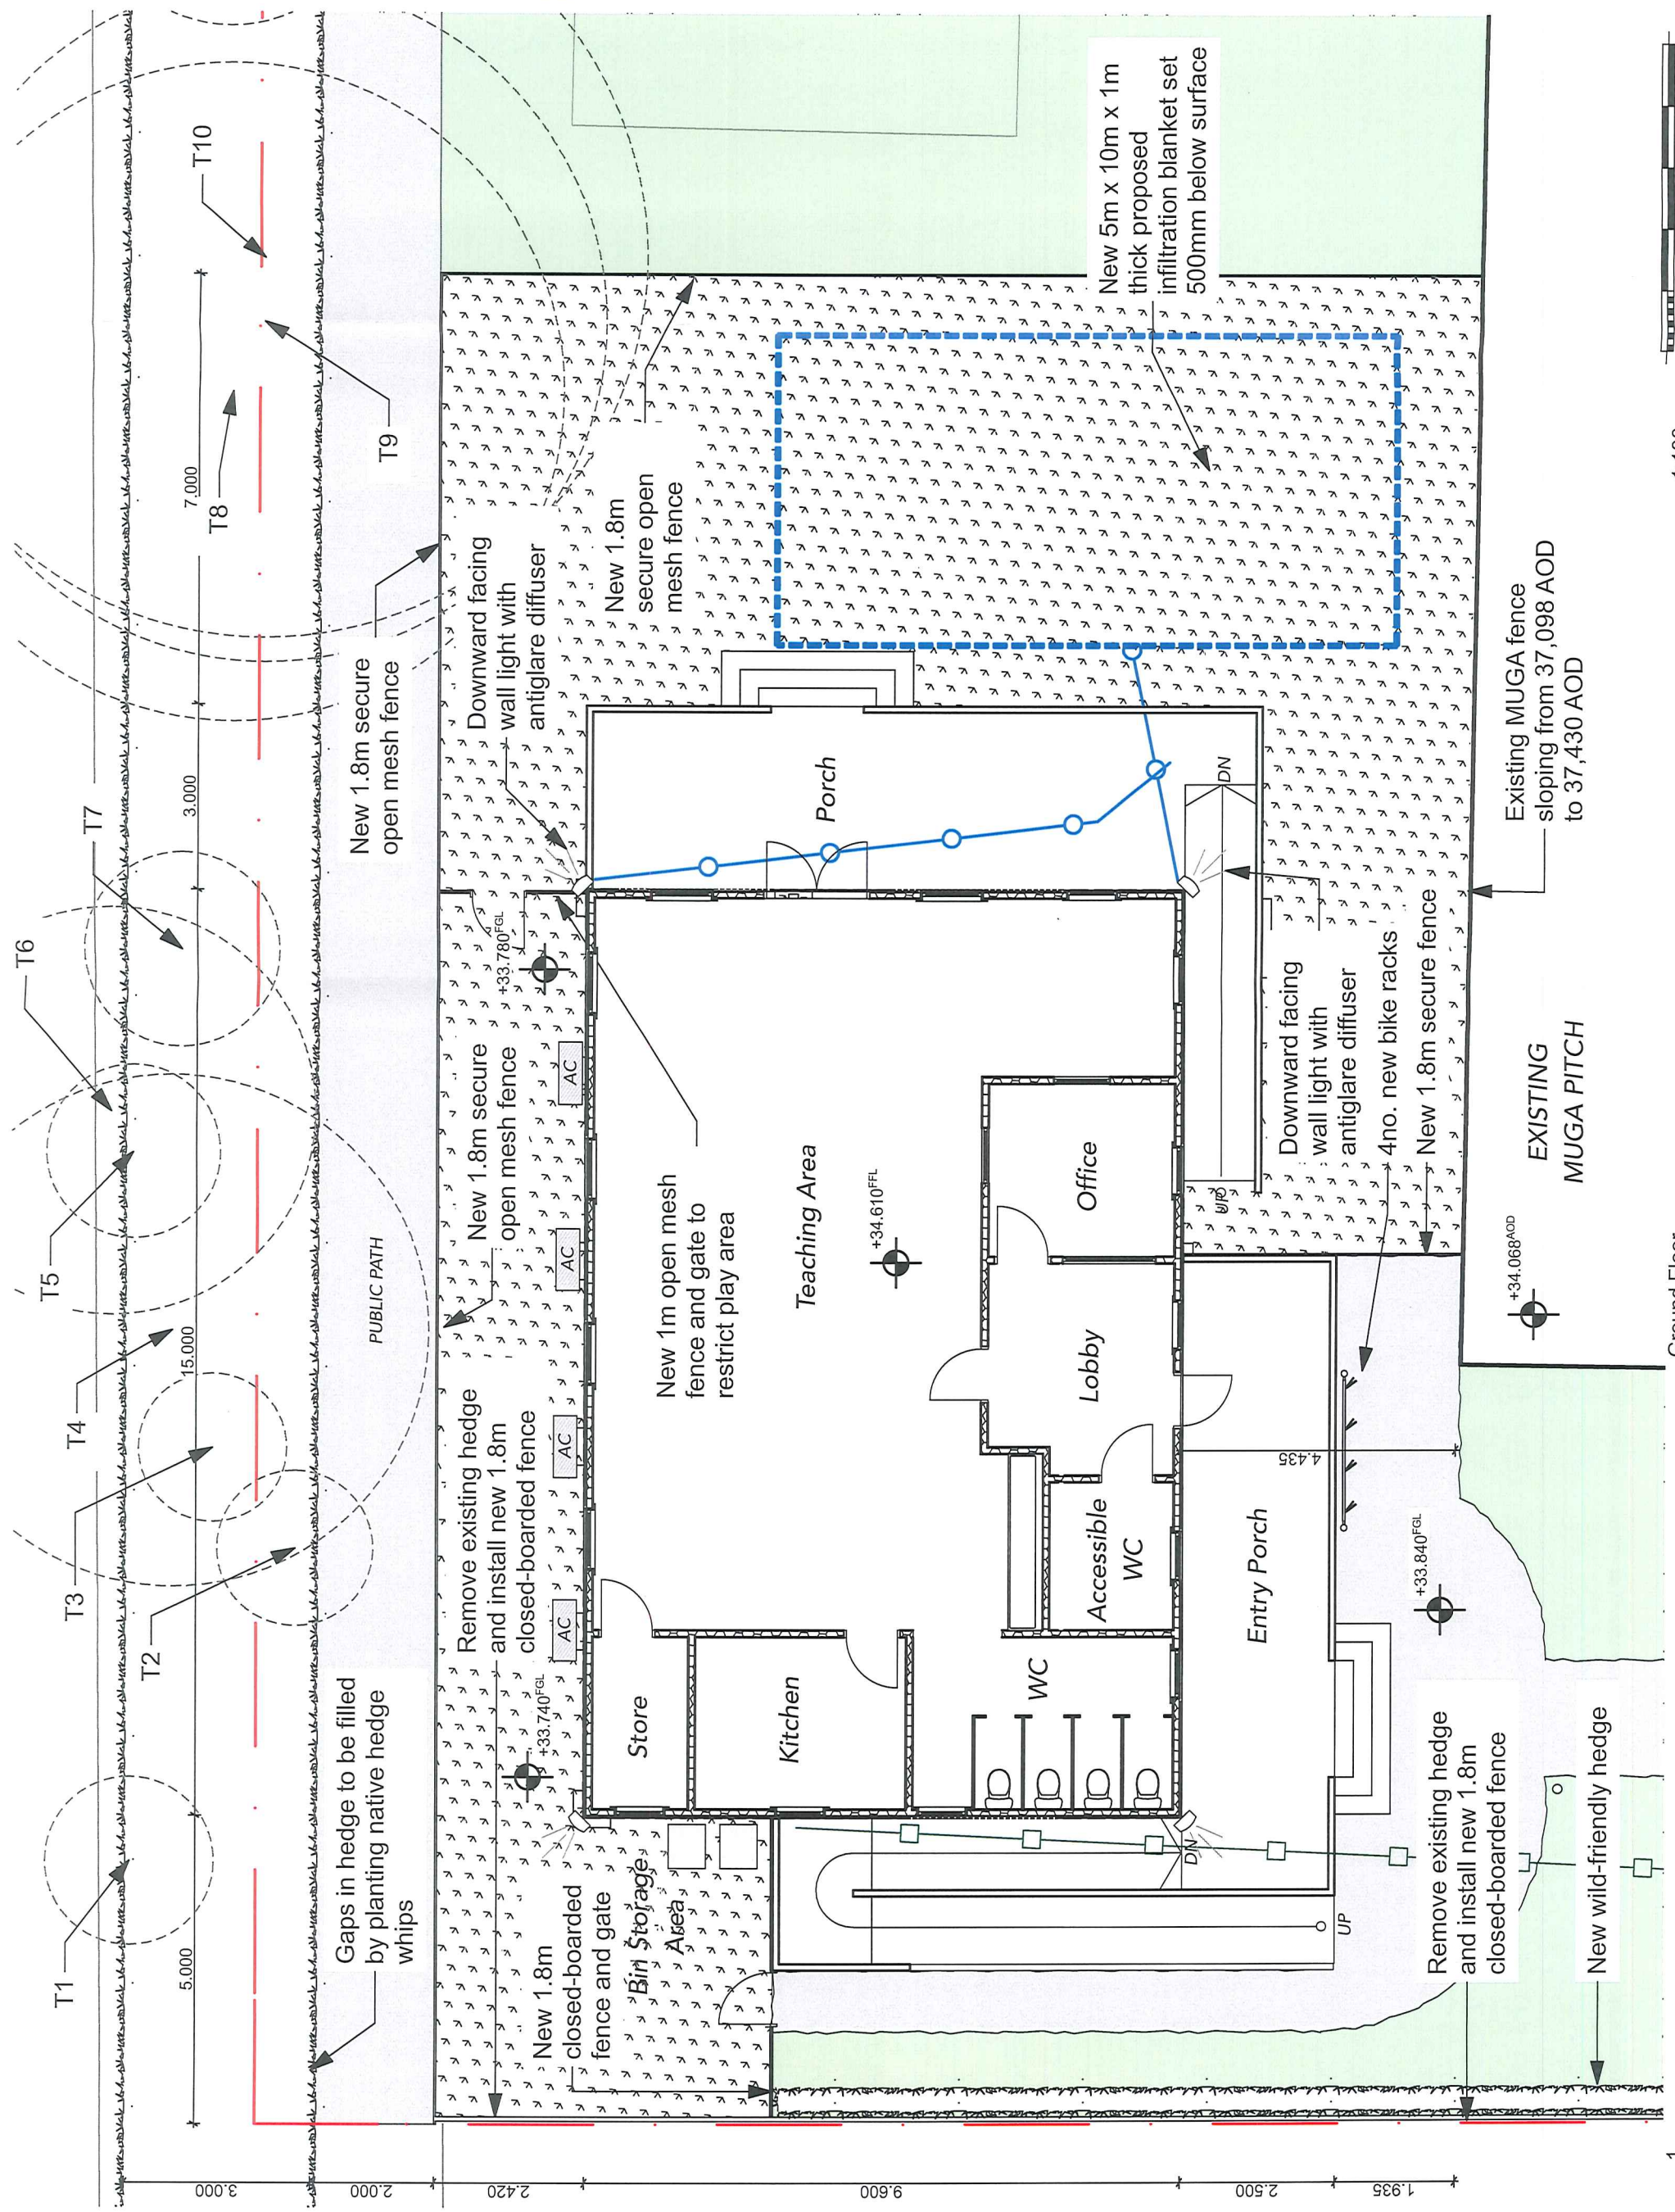 T1
T2
T3
T4
T5
T6
T7
T8
T9
T10
5.000
15.000
3.000
7.000
3.000
2.000
2.420
9.600
2.500
1.935
Gaps in hedge to be filled
by planting native hedge
whips
PUBLIC PATH
New 1.8m secure
open mesh fence
Remove existing hedge
and install new 1.8m
closed-boarded fence
New 1.8m secure
open mesh fence
Downward facing
wall light with
antiglare diffuser
New 1.8m
secure open
mesh fence
+33.740FGL
+33.780FGL
AC
AC
AC
AC
New 1.8m
closed-boarded
fence and gate
Bin Storage
Area
Store
Kitchen
WC
Accessible
WC
Lobby
Office
Teaching Area
+34.610FFL
New 1m open mesh
fence and gate to
restrict play area
Porch
Entry Porch
DN
UP
DN
UP
4.435
New 5m x 10m x 1m
thick proposed
infiltration blanket set
500mm below surface
Downward facing
wall light with
antiglare diffuser
4no. new bike racks
New 1.8m secure fence
Existing MUGA fence
sloping from 37,098 AOD
to 37,430 AOD
EXISTING
MUGA PITCH
+34.068AOD
+33.840FGL
Remove existing hedge
and install new 1.8m
closed-boarded fence
New wild-friendly hedge
1
Ground Floor